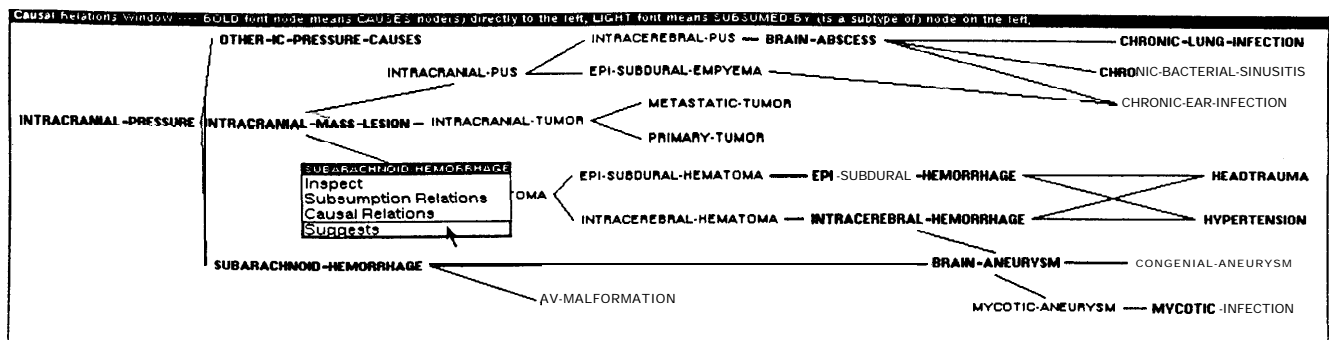 Causal Relations Window ---- BOLD font node means CAUSES node(s) directly to the left, LIGHT font means SUBSUMED-BY (is a subtype of) node on the left,
OTHER-IC-PRESSURE-CAUSES
INTRACEREBRAL-PUS
BRAIN-ABSCESS
CHRONIC-LUNG-INFECTION
INTRACRANIAL-PUS
EPI-SUBDURAL-EMPYEMA
CHRONIC-BACTERIAL-SINUSITIS
METASTATIC-TUMOR
CHRONIC-EAR-INFECTION
INTRACRANIAL-PRESSURE
INTRACRANIAL-MASS-LESION
INTRACRANIAL-TUMOR
PRIMARY-TUMOR
SUBARACHNOID-HEMORRHAGE
Inspect
Subsumption Relations
Causal Relations
Suggests
OMA
EPI-SUBDURAL-HEMATOMA
EPI-SUBDURAL-HEMORRHAGE
HEADTRAUMA
INTRACEREBRAL-HEMATOMA
INTRACEREBRAL-HEMORRHAGE
HYPERTENSION
SUBARACHNOID-HEMORRHAGE
BRAIN-ANEURYSM
CONGENIAL-ANEURYSM
AV-MALFORMATION
MYCOTIC-ANEURYSM
MYCOTIC-INFECTION